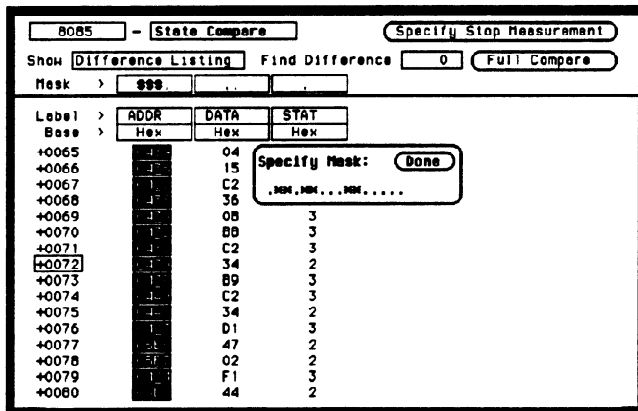 8085 - State Compare Specify Stop Measurement
Show Difference Listing Find Difference 0 Full Compare
Mask > $$$. .. .
Label > ADDR DATA STAT
Base > Hex Hex Hex
+0065 04
+0066 15
+0067 C2
+0068 36
+0069 08 3
+0070 B8 3
+0071 C2 3
+0072 34 2
+0073 B9 3
+0074 C2 3
+0075 34 2
+0076 D1 3
+0077 47 2
+0078 02 2
+0079 F1 3
+0080 44 2
Specify Mask: Done